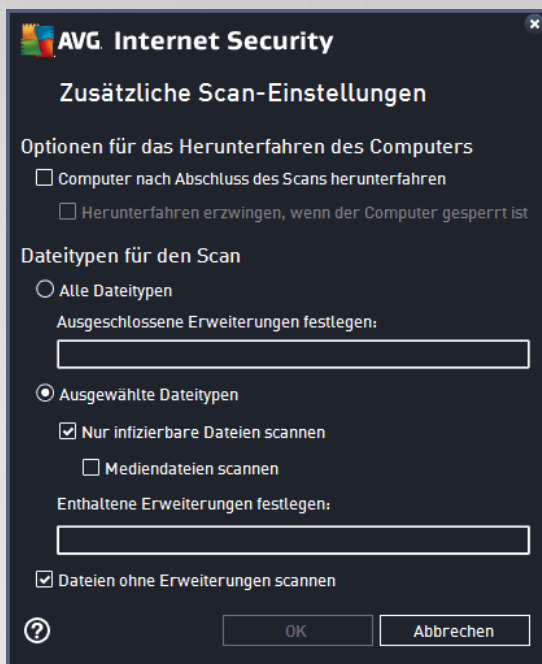 AVG Internet Security
Zusätzliche Scan-Einstellungen
Optionen für das Herunterfahren des Computers
Computer nach Abschluss des Scans herunterfahren
Herunterfahren erzwingen, wenn der Computer gesperrt ist
Dateitypen für den Scan
Alle Dateitypen
Ausgeschlossene Erweiterungen festlegen:
Ausgewählte Dateitypen
Nur infizierbare Dateien scannen
Mediendateien scannen
Enthaltene Erweiterungen festlegen:
Dateien ohne Erweiterungen scannen
? OK Abbrechen